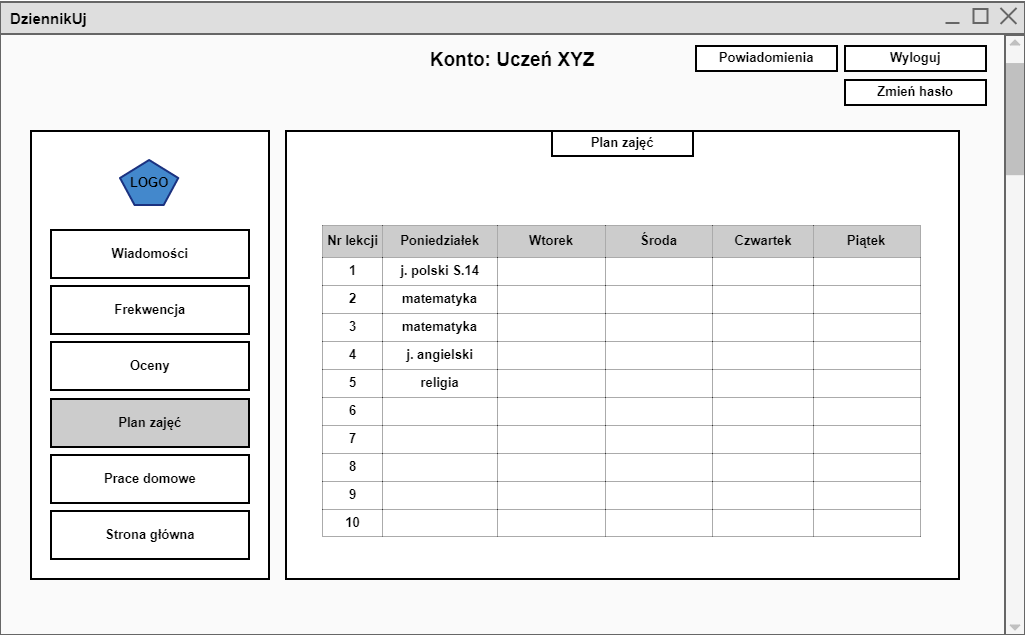 DziennikUj
Konto: Uczeń XYZ
Powiadomienia
Wyloguj
Zmień hasło
LOGO
Wiadomości
Frekwencja
Oceny
Plan zajęć
Prace domowe
Strona główna
Plan zajęć
Nr lekcji Poniedziałek Wtorek Środa Czwartek Piątek
1 j. polski S.14
2 matematyka
3 matematyka
4 j. angielski
5 religia
6
7
8
9
10